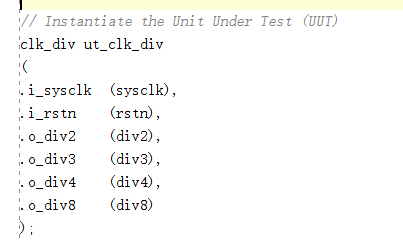 // Instantiate the Unit Under Test (UUT)
clk_div ut_clk_div
(
.i_sysclk  (sysclk),
.i_rstn    (rstn),
.o_div2    (div2),
.o_div3    (div3),
.o_div4    (div4),
.o_div8    (div8)
);